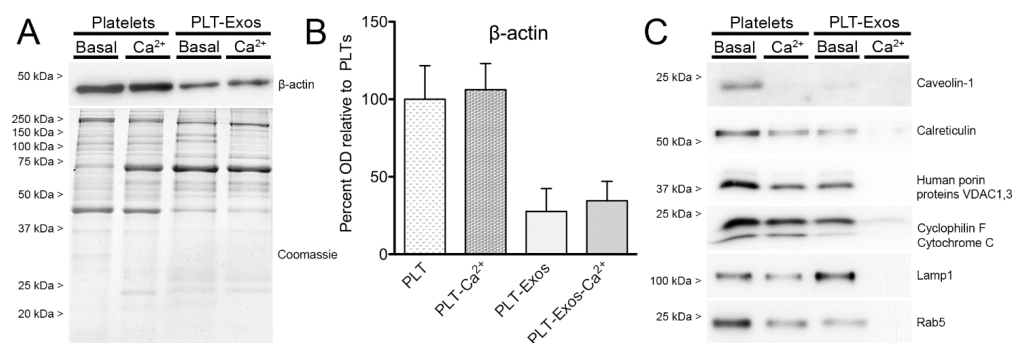 A
Platelets
PLT-Exos
Basal
Ca²⁺
Basal
Ca²⁺
50 kDa >
β-actin
250 kDa >
150 kDa >
100 kDa >
75 kDa >
50 kDa >
37 kDa >
Coomassie
25 kDa >
20 kDa >
B
β-actin
Percent OD relative to PLTs
150
100
50
0
PLT
PLT-Ca²⁺
PLT-Exos
PLT-Exos-Ca²⁺
C
Platelets
PLT-Exos
Basal
Ca²⁺
Basal
Ca²⁺
25 kDa >
Caveolin-1
Calreticulin
50 kDa >
37 kDa >
Human porin
proteins VDAC1,3
25 kDa >
Cyclophilin F
Cytochrome C
100 kDa >
Lamp1
25 kDa >
Rab5